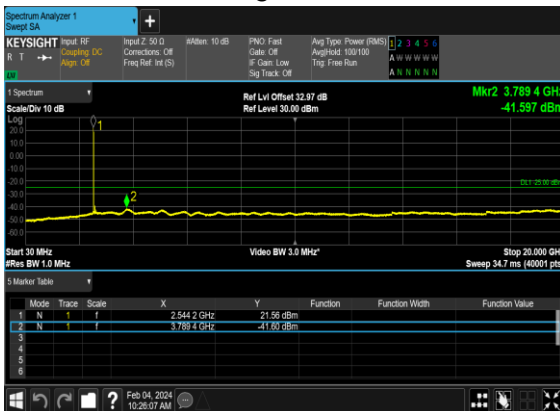 Spectrum Analyzer 1
Swept SA
+
KEYSIGHT Input: RF Input Z: 50 Ω #Atten: 10 dB PNO: Fast Avg Type: Power (RMS) 1 2 3 4 5 6
R T Coupling: DC Corrections: Off Gate: Off Avg|Hold: 100/100 A W W W W W
Align: Off Freq Ref: Int (S) IF Gain: Low Trig: Free Run
LV Sig Track: Off A N N N N N
1 Spectrum Ref Lvl Offset 32.97 dB Mkr2 3.789 4 GHz
Scale/Div 10 dB Ref Level 30.00 dBm -41.597 dBm
Log
20.0
10.0
0.00
-10.0
-20.0
-30.0
-40.0
-50.0
-60.0
1
2
DL1 -25.00 dBm
Start 30 MHz Video BW 3.0 MHz* Stop 20.000 GHz
#Res BW 1.0 MHz Sweep 34.7 ms (40001 pts)
5 Marker Table
Mode Trace Scale X Y Function Function Width Function Value
1 N 1 f 2.544 2 GHz 21.56 dBm
2 N 1 f 3.789 4 GHz -41.60 dBm
3
4
5
6
? Feb 04, 2024
10:26:07 AM